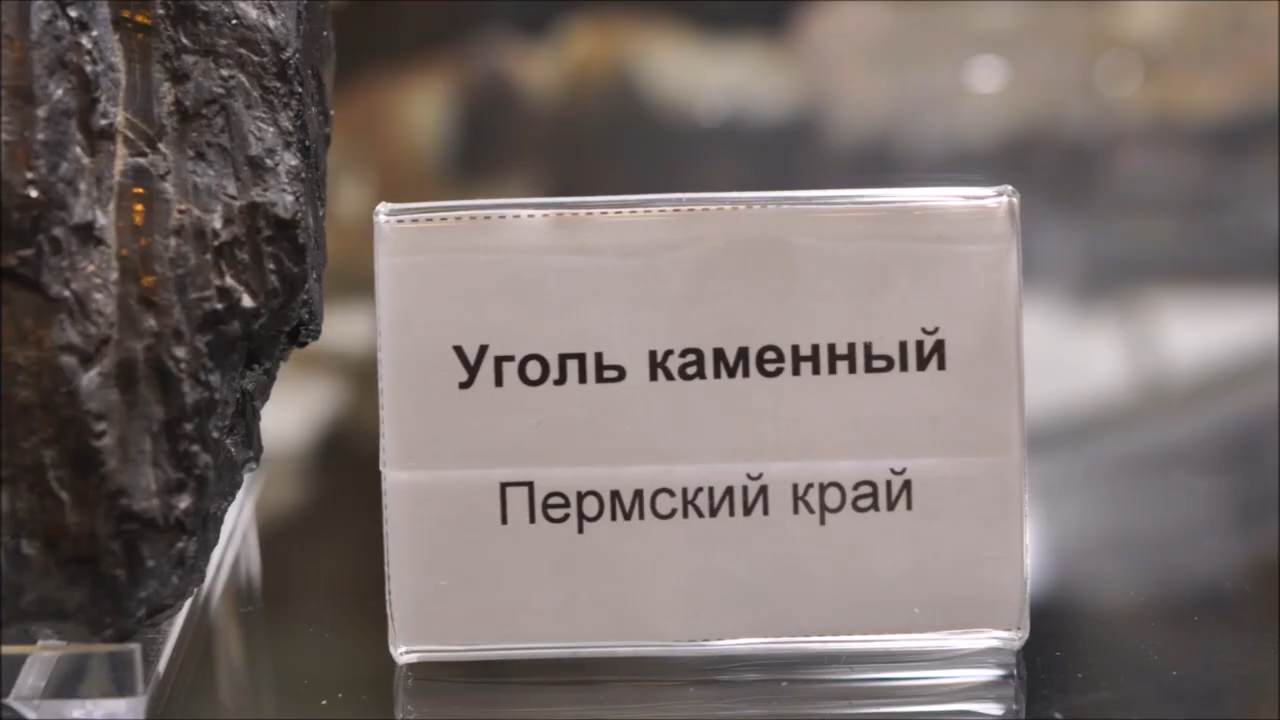 Уголь каменный
Пермский край